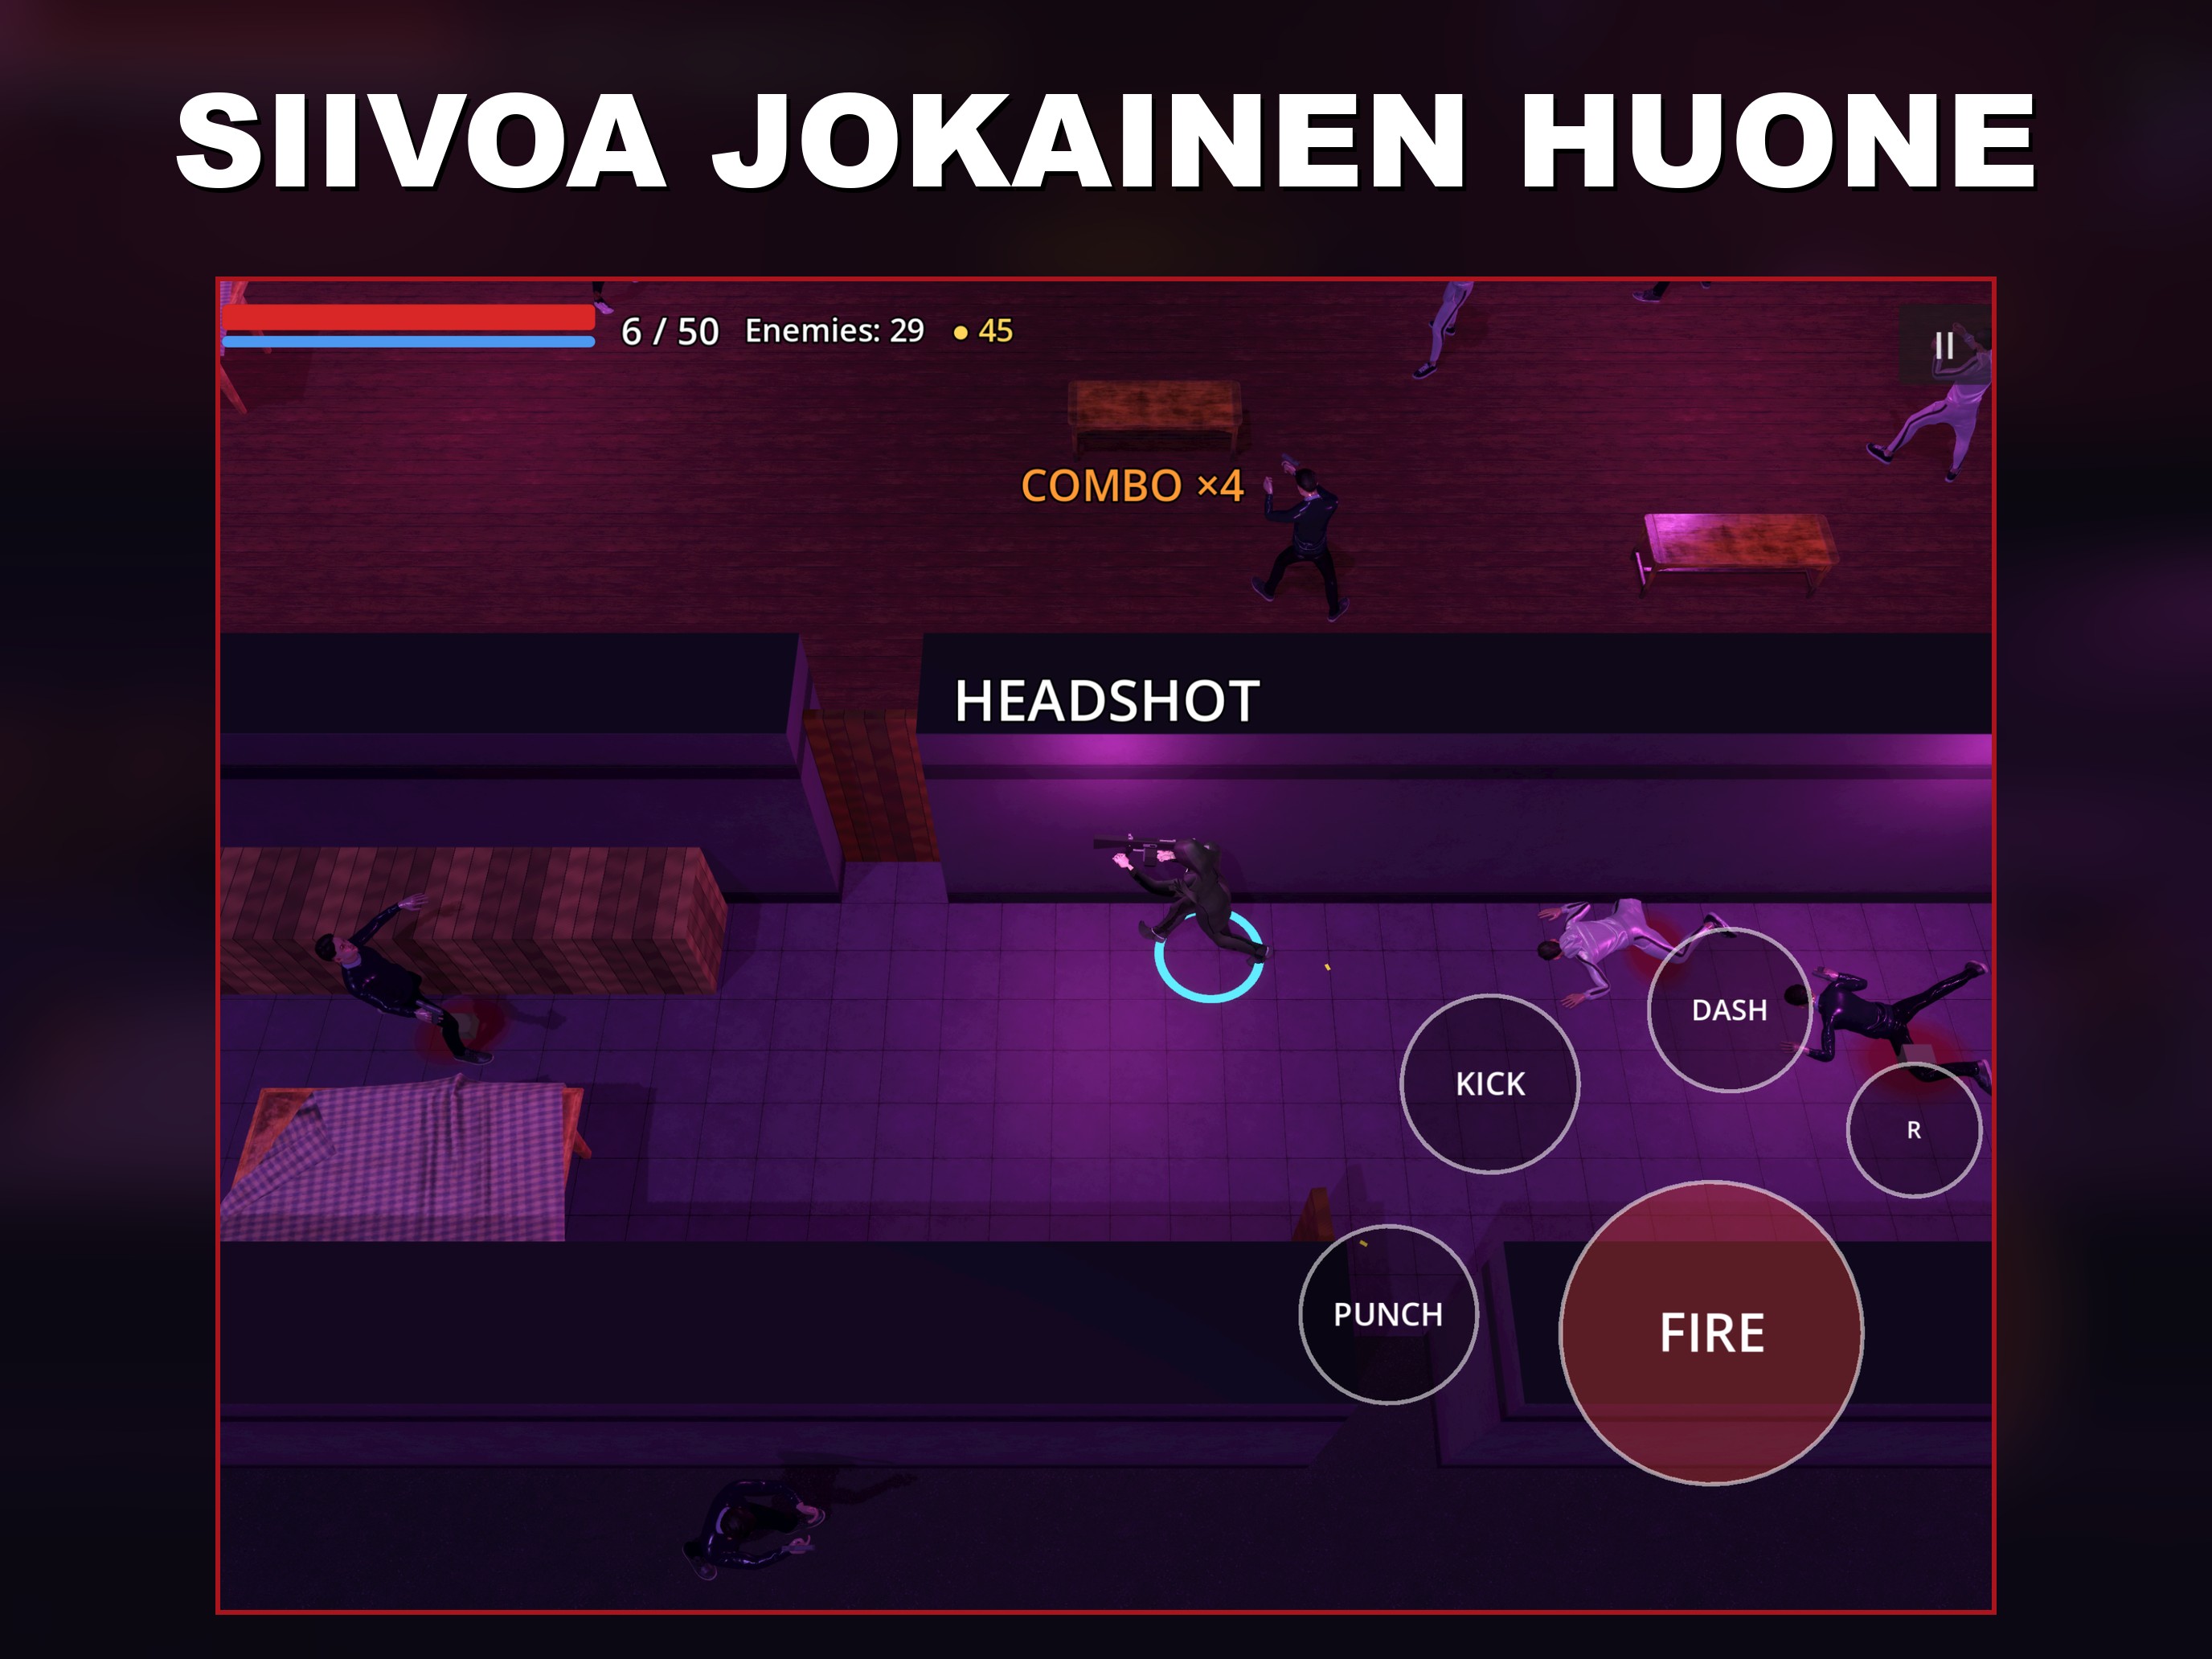 SIIVOA JOKAINEN HUONE
6 / 50 Enemies: 29 45
COMBO ×4
HEADSHOT
DASH
KICK
R
PUNCH
FIRE